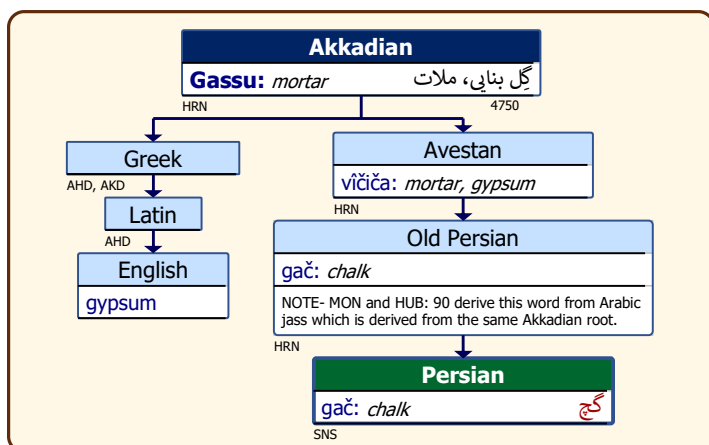 Akkadian
Gassu: mortar گِل بنایی، ملات
HRN 4750
Greek
AHD, AKD
Latin
AHD
English
gypsum
Avestan
vîčiča: mortar, gypsum
HRN
Old Persian
gač: chalk
NOTE- MON and HUB: 90 derive this word from Arabic
jass which is derived from the same Akkadian root.
HRN
Persian
gač: chalk گچ
SNS